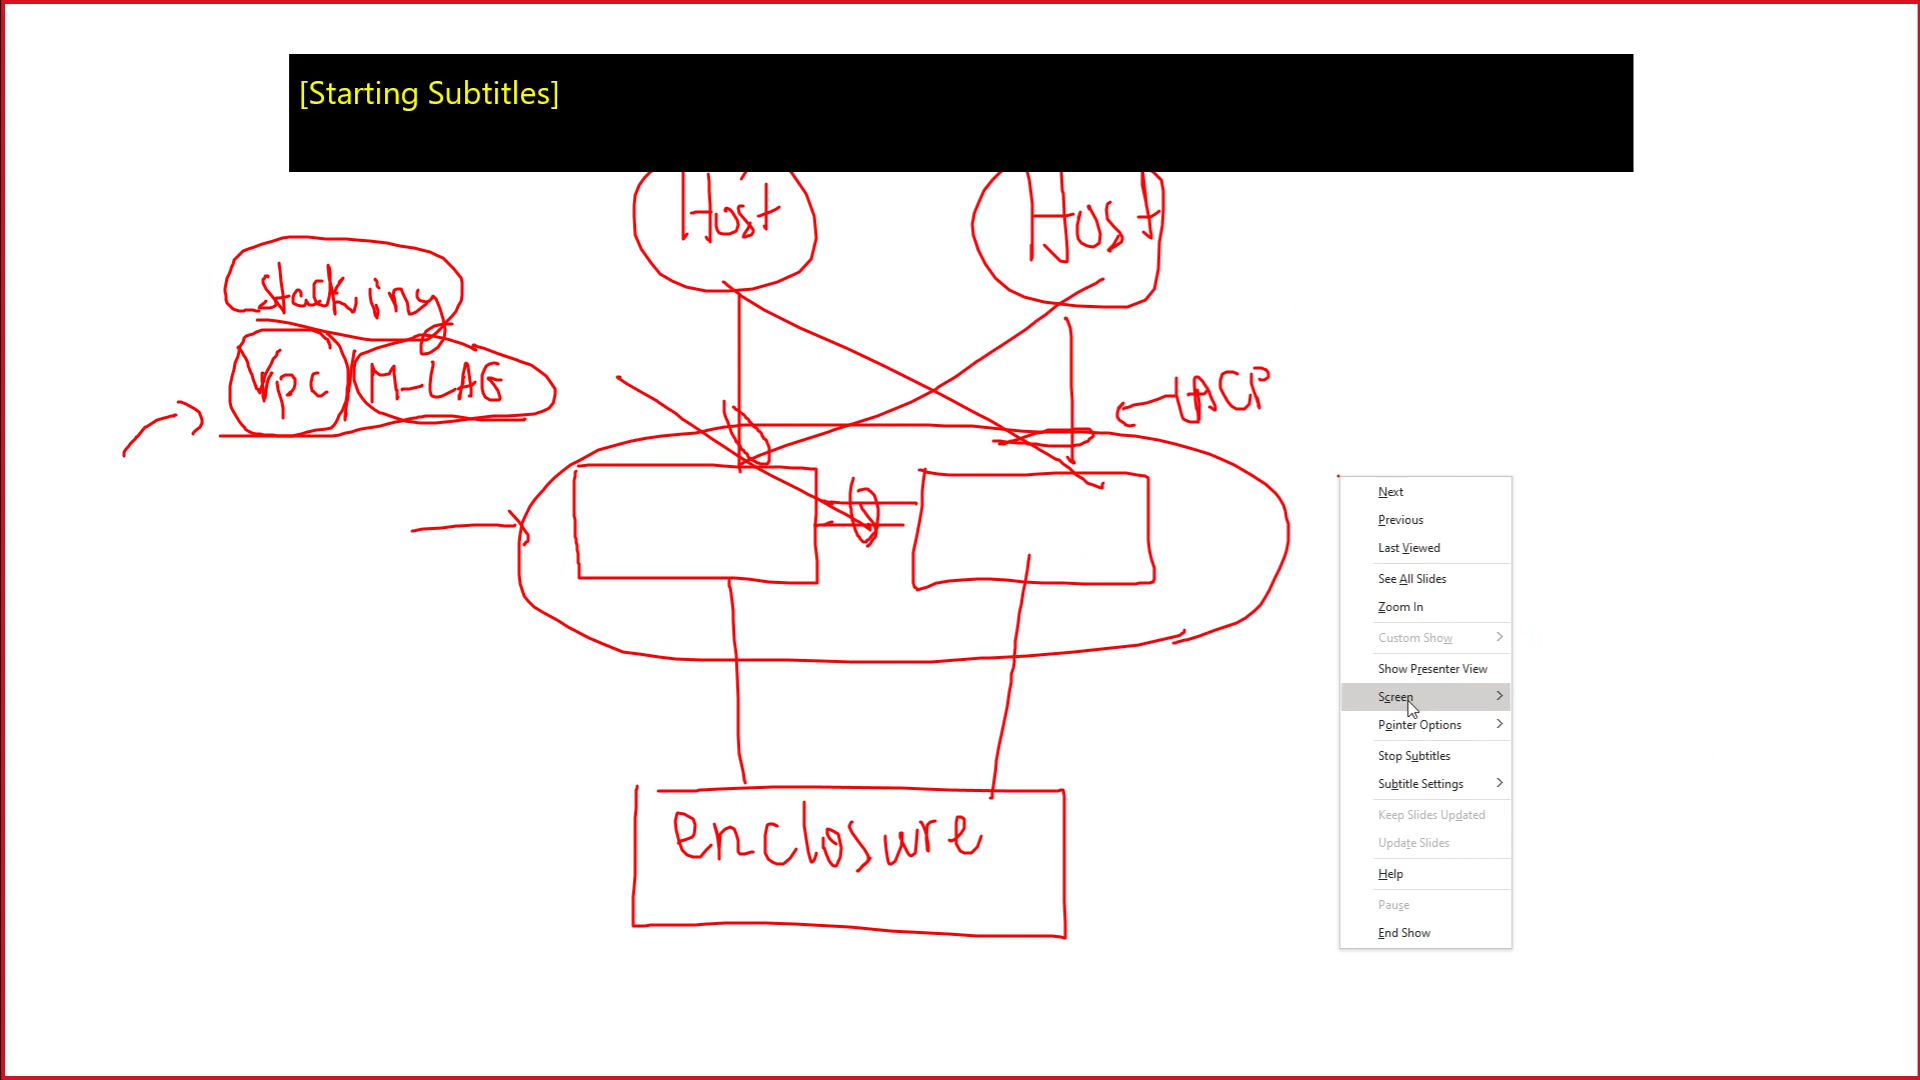 [Starting Subtitles]
Host
Host
stacking
vpc
M-LAG
LACP
enclosure
Next
Previous
Last Viewed
See All Slides
Zoom In
Custom Show
Show Presenter View
Screen
Pointer Options
Stop Subtitles
Subtitle Settings
Keep Slides Updated
Update Slides
Help
Pause
End Show